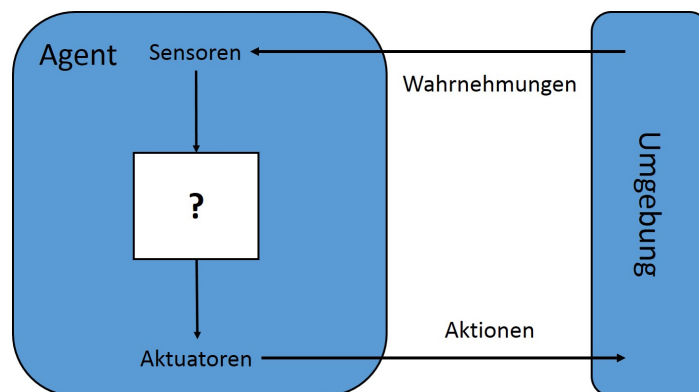 Agent
Sensoren
Wahrnehmungen
Umgebung
?
Aktionen
Aktuatoren